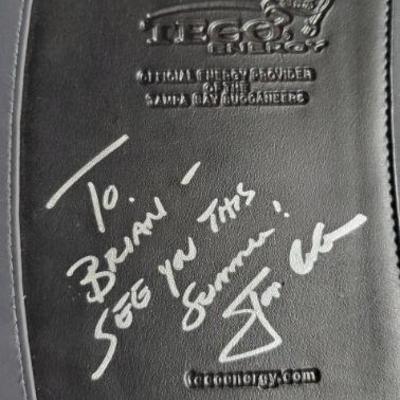 TECO
ENERGY
OFFICIAL ENERGY PROVIDER
OF THE
TAMPA BAY BUCCANEERS
TO.
BRIAN -
SEE YOU THIS
SUMMER!
tecoenergy.com